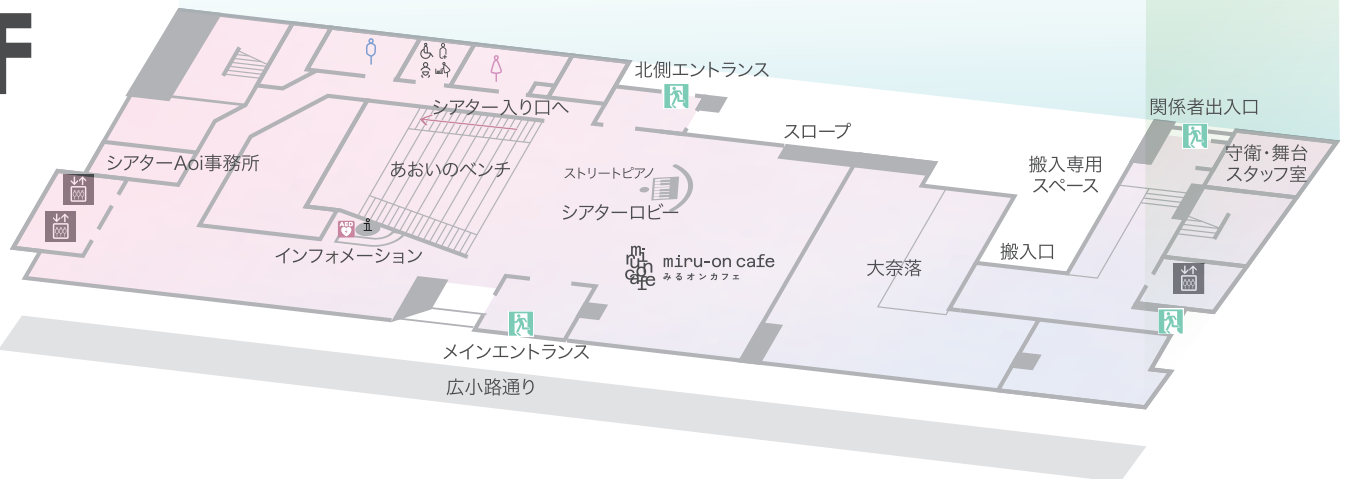 F
北側エントランス
関係者出入口
シアター入り口へ
スロープ
守衛・舞台
スタッフ室
搬入専用
スペース
シアターAoi事務所
あおいのベンチ
ストリートピアノ
シアターロビー
AED
i
インフォメーション
miru-on cafe
miru-on cafe
みるオンカフェ
大奈落
搬入口
メインエントランス
広小路通り